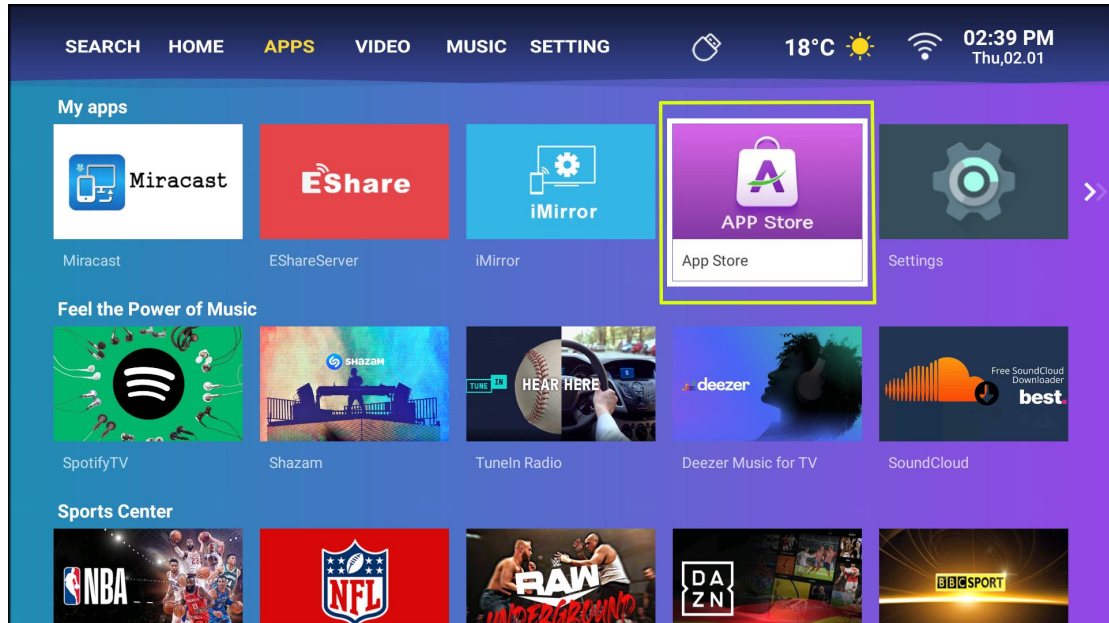 SEARCH HOME APPS VIDEO MUSIC SETTING 18°C 02:39 PM
Thu,02.01
My apps
Miracast
EShare
iMirror
APP Store
Miracast EShareServer iMirror App Store Settings
Feel the Power of Music
SHAZAM
TUNE IN HEAR HERE
deezer
Free SoundCloud
Downloader
best.
SpotifyTV Shazam TuneIn Radio Deezer Music for TV SoundCloud
Sports Center
NBA
NFL
RAW
UNDERGROUND
DA
ZN
BBC SPORT